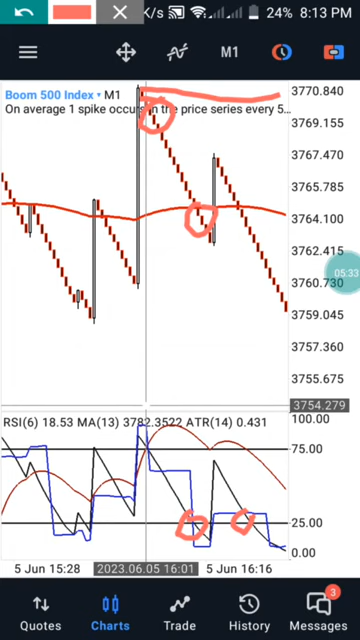 K/s 24% 8:13 PM
M1
Boom 500 Index M1
On average 1 spike occurs in the price series every 5...
3770.840
3769.155
3767.470
3765.785
3764.100
3762.415
3760.730
3759.045
3757.360
3755.675
3754.279
05:33
RSI(6) 18.53 MA(13) 3782.3522 ATR(14) 0.431
100.00
75.00
25.00
0.00
5 Jun 15:28 2023.06.05 16:01 5 Jun 16:16
3
Quotes Charts Trade History Messages